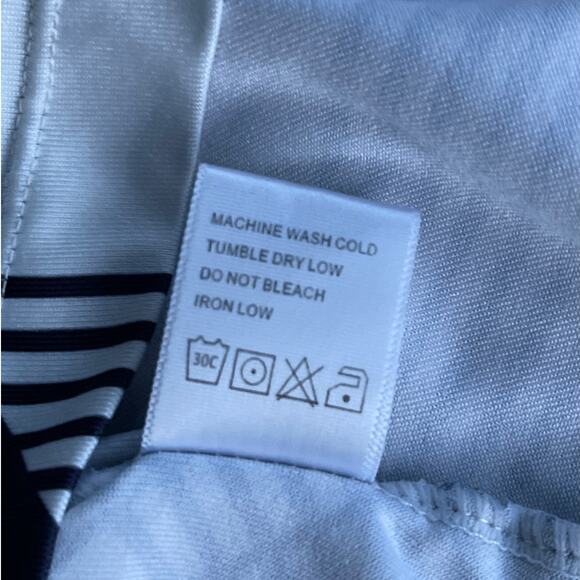 MACHINE WASH COLD
TUMBLE DRY LOW
DO NOT BLEACH
IRON LOW
30C